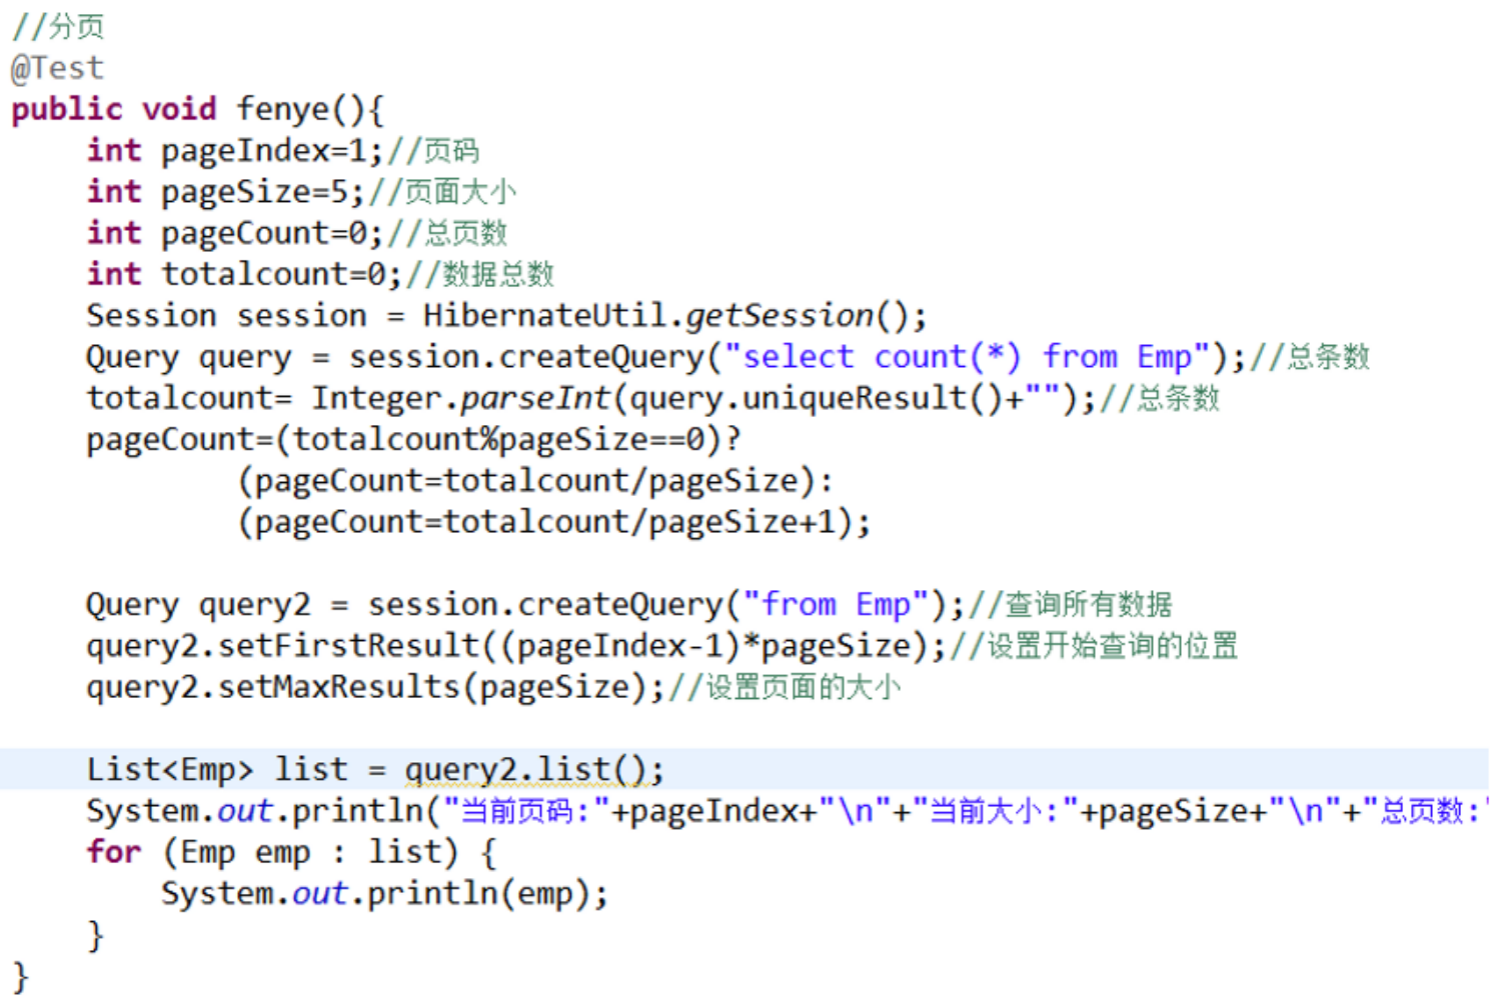 //分页
@Test
public void fenye(){
    int pageIndex=1;//页码
    int pageSize=5;//页面大小
    int pageCount=0;//总页数
    int totalcount=0;//数据总数
    Session session = HibernateUtil.getSession();
    Query query = session.createQuery("select count(*) from Emp");//总条数
    totalcount= Integer.parseInt(query.uniqueResult()+"");//总条数
    pageCount=(totalcount%pageSize==0)?
            (pageCount=totalcount/pageSize):
            (pageCount=totalcount/pageSize+1);
    Query query2 = session.createQuery("from Emp");//查询所有数据
    query2.setFirstResult((pageIndex-1)*pageSize);//设置开始查询的位置
    query2.setMaxResults(pageSize);//设置页面的大小
    List<Emp> list = query2.list();
    System.out.println("当前页码:"+pageIndex+"\n"+"当前大小:"+pageSize+"\n"+"总页数:"
    for (Emp emp : list) {
        System.out.println(emp);
    }
}